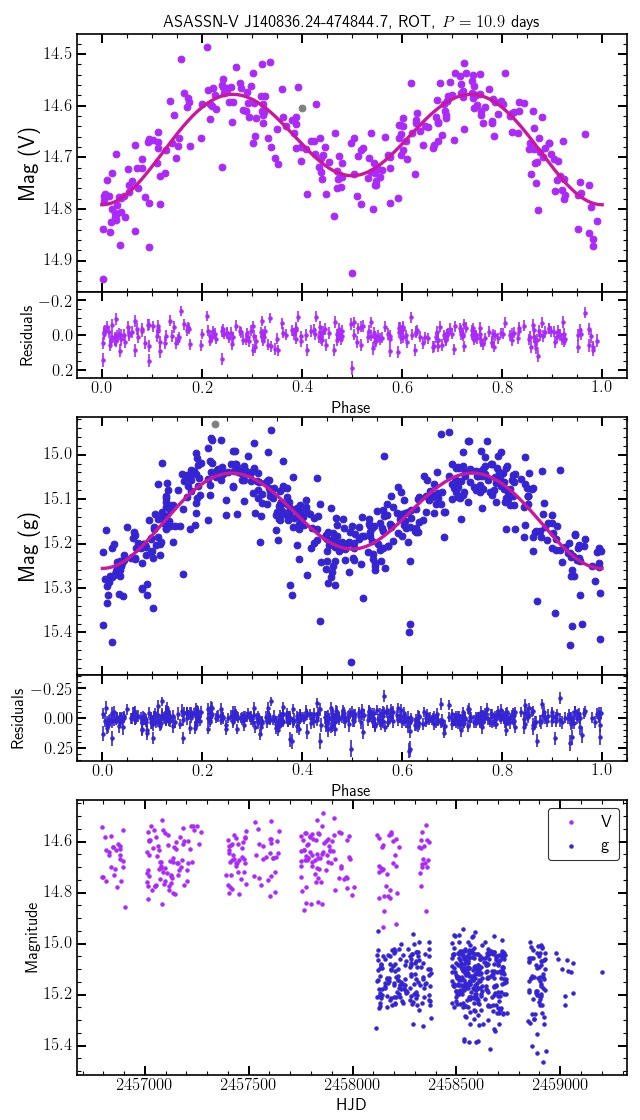 ASASSN-V J140836.24-474844.7, ROT, P = 10.9 days
14.5
14.6
14.7
14.8
14.9
Mag (V)
−0.2
0.0
0.2
Residuals
0.0 0.2 0.4 0.6 0.8 1.0
Phase
15.0
15.1
15.2
15.3
15.4
Mag (g)
−0.25
0.00
0.25
Residuals
0.0 0.2 0.4 0.6 0.8 1.0
Phase
V
g
14.6
14.8
15.0
15.2
15.4
Magnitude
2457000 2457500 2458000 2458500 2459000
HJD